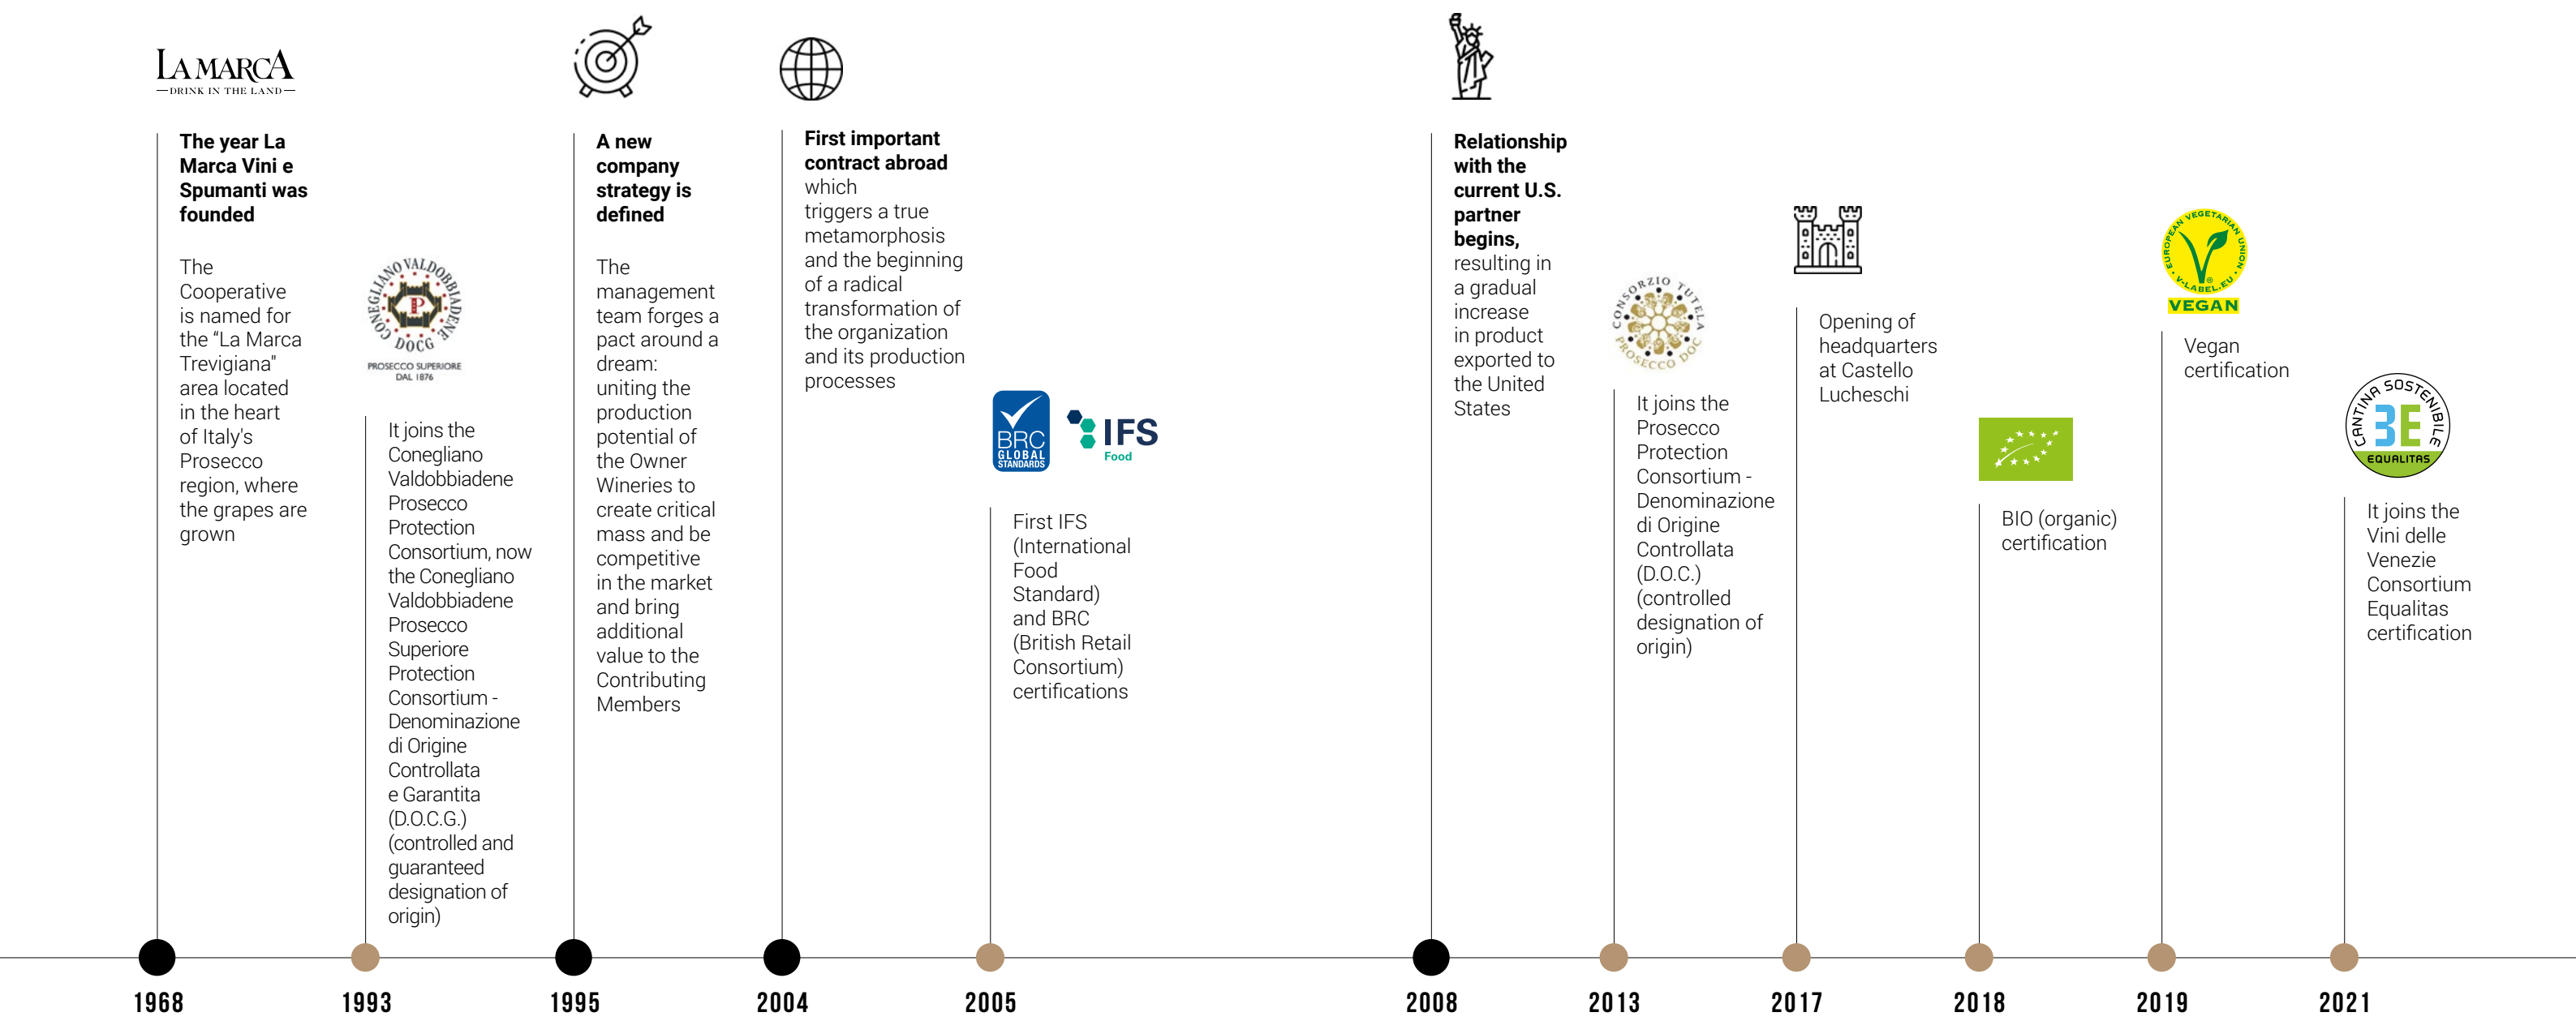 LA MARCA
DRINK IN THE LAND
The year La
Marca Vini e
Spumanti was
founded
The
Cooperative
is named for
the “La Marca
Trevigiana"
area located
in the heart
of Italy's
Prosecco
region, where
the grapes are
grown
1968
CONEGLIANO VALDOBBIADENE
P
DOCG
PROSECCO SUPERIORE
DAL 1876
It joins the
Conegliano
Valdobbiadene
Prosecco
Protection
Consortium, now
the Conegliano
Valdobbiadene
Prosecco
Superiore
Protection
Consortium -
Denominazione
di Origine
Controllata
e Garantita
(D.O.C.G.)
(controlled and
guaranteed
designation of
origin)
1993
A new
company
strategy is
defined
The
management
team forges a
pact around a
dream:
uniting the
production
potential of
the Owner
Wineries to
create critical
mass and be
competitive
in the market
and bring
additional
value to the
Contributing
Members
1995
First important
contract abroad
which
triggers a true
metamorphosis
and the beginning
of a radical
transformation of
the organization
and its production
processes
2004
BRC
GLOBAL
STANDARDS
IFS
Food
First IFS
(International
Food
Standard)
and BRC
(British Retail
Consortium)
certifications
2005
Relationship
with the
current U.S.
partner
begins,
resulting in
a gradual
increase
in product
exported to
the United
States
2008
CONSORZIO TUTELA
PROSECCO DOC
It joins the
Prosecco
Protection
Consortium -
Denominazione
di Origine
Controllata
(D.O.C.)
(controlled
designation of
origin)
2013
Opening of
headquarters
at Castello
Lucheschi
2017
BIO (organic)
certification
2018
EUROPEAN VEGETARIAN UNION
V-LABEL.EU
®
VEGAN
Vegan
certification
2019
CANTINA SOSTENIBILE
3E
EQUALITAS
It joins the
Vini delle
Venezie
Consortium
Equalitas
certification
2021